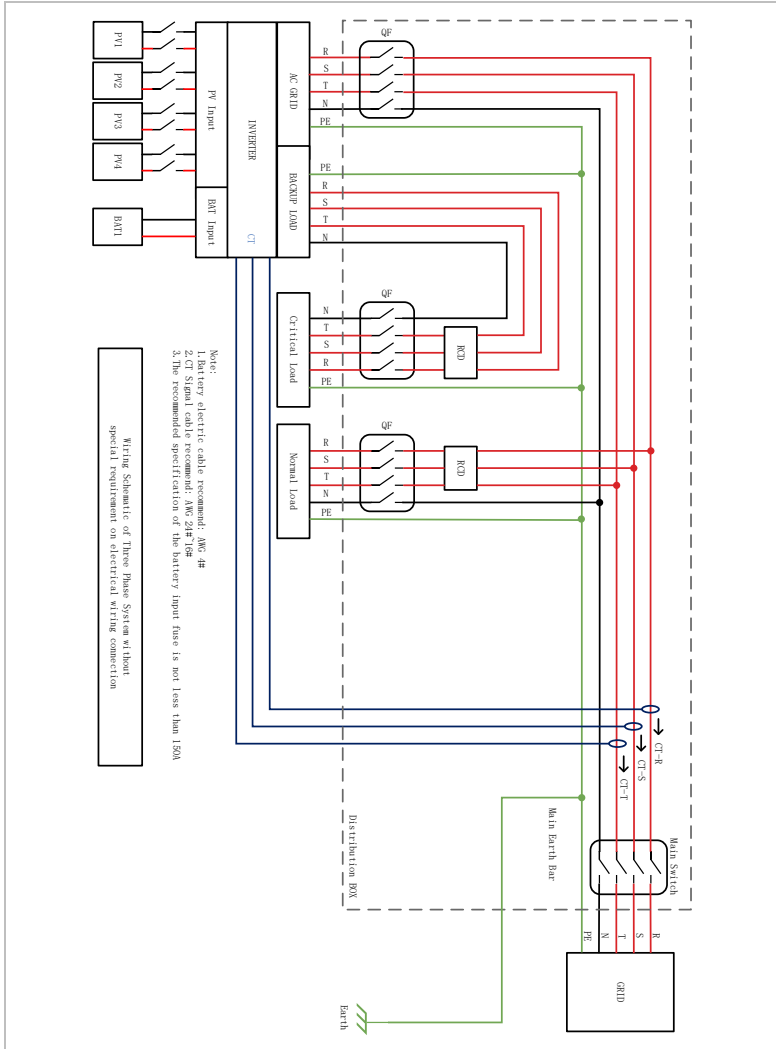 PV1
PV2
PV3
PV4
BAT1
PV Input
BAT Input
INVERTER
CT
AC GRID
BACKUP LOAD
R
S
T
N
PE
PE
R
S
T
N
QF
Critical Load
N
T
S
R
PE
QF
RCD
Normal Load
R
S
T
N
PE
QF
RCD
Note:
1.Battery electric cable recommend: AWG 4#
2.CT Signal cable recommend: AWG 24#~16#
3.The recommended specification of the battery input fuse is not less than 150A
Wiring Schematic of Three Phase System without
special requirement on electrical wiring connection
CT-R
CT-S
CT-T
Main Switch
Main Earth Bar
Distribution BOX
R
S
T
N
PE
GRID
Earth